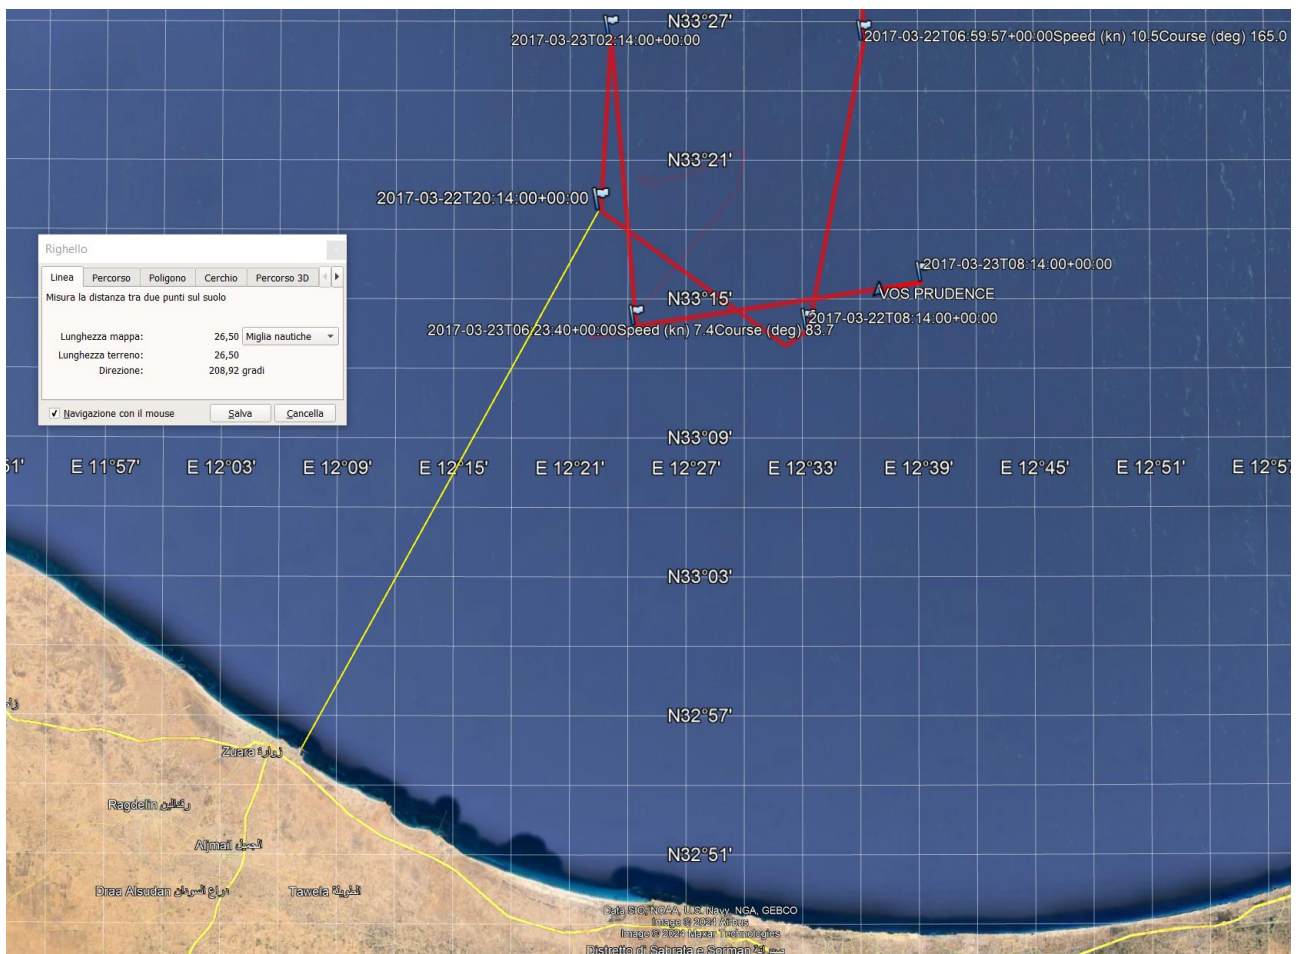 N33°27'
2017-03-23T02:14:00+00:00
2017-03-22T06:59:57+00:00Speed (kn) 10.5Course (deg) 165.0
N33°21'
2017-03-22T20:14:00+00:00
Righello
Linea Percorso Poligono Cerchio Percorso 3D
Misura la distanza tra due punti sul suolo
Lunghezza mappa: 26,50 Miglia nautiche
Lunghezza terreno: 26,50
Direzione: 208,92 gradi
Navigazione con il mouse Salva Cancella
2017-03-23T08:14:00+00:00
VOS PRUDENCE
N33°15'
2017-03-22T08:14:00+00:00
2017-03-23T06:23:40+00:00Speed (kn) 7.4Course (deg) 83.7
N33°09'
51' E 11°57' E 12°03' E 12°09' E 12°15' E 12°21' E 12°27' E 12°33' E 12°39' E 12°45' E 12°51' E 12°57'
N33°03'
N32°57'
Zuara زوارة
Ragdelin رقدالين
Aljmail الجميل
N32°51'
Draa Alsudan دراع السودان
Tawela الطويلة
Data SIO, NOAA, U.S. Navy, NGA, GEBCO
Image © 2024 Airbus
Image © 2024 Maxar Technologies
Distretto di Sabrata e Sorman